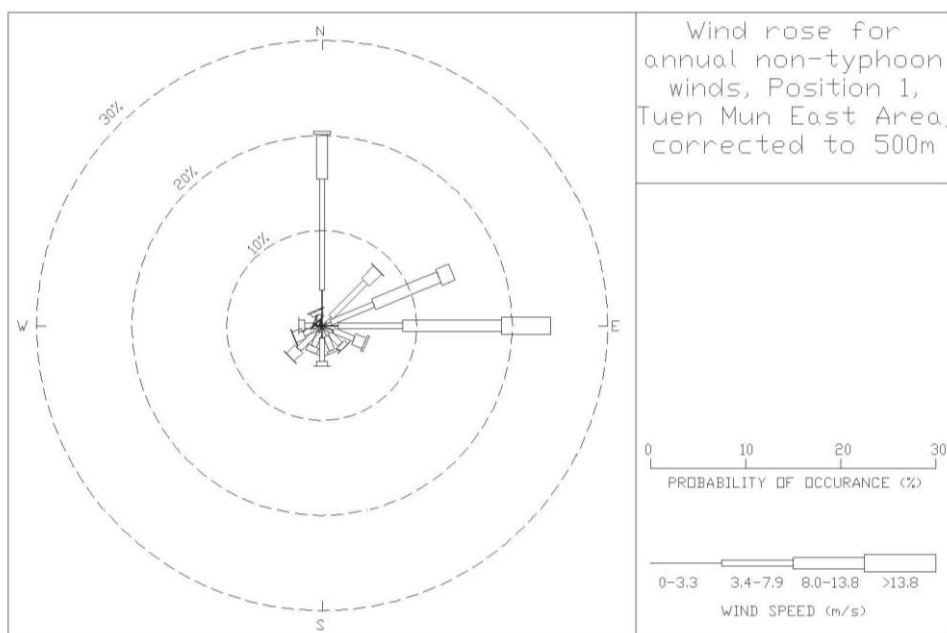 N
30%
20%
10%
W
E
S
Wind rose for
annual non-typhoon
winds, Position 1,
Tuen Mun East Area,
corrected to 500m
0 10 20 30
PROBABILITY OF OCCURANCE (%)
0-3.3 3.4-7.9 8.0-13.8 >13.8
WIND SPEED (m/s)